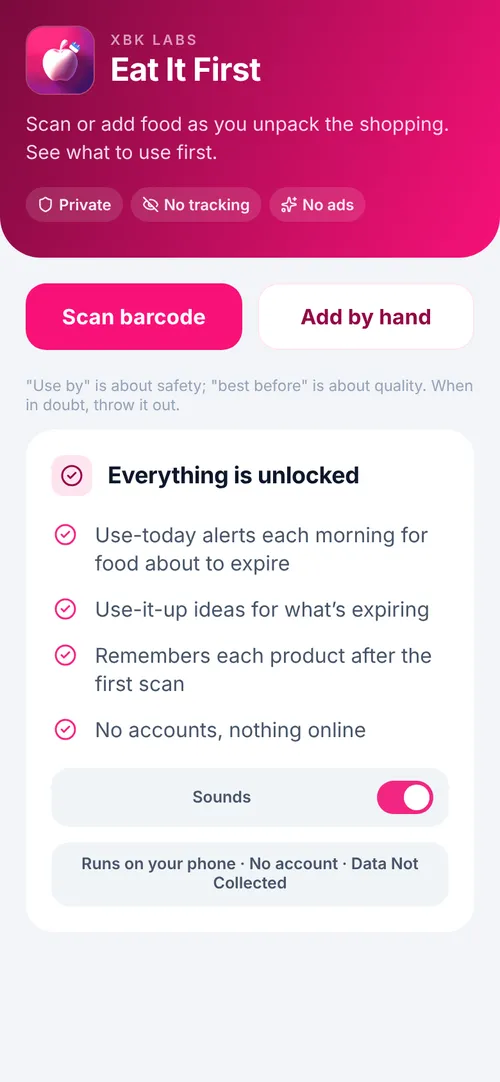 XBK LABS
Eat It First
Scan or add food as you unpack the shopping.
See what to use first.
Private
No tracking
No ads
Scan barcode
Add by hand
"Use by" is about safety; "best before" is about quality. When
in doubt, throw it out.
Everything is unlocked
Use-today alerts each morning for
food about to expire
Use-it-up ideas for what’s expiring
Remembers each product after the
first scan
No accounts, nothing online
Sounds
Runs on your phone · No account · Data Not
Collected